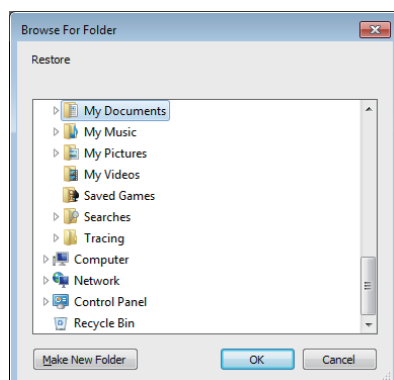 Browse For Folder
Restore
My Documents
My Music
My Pictures
My Videos
Saved Games
Searches
Tracing
Computer
Network
Control Panel
Recycle Bin
Make New Folder OK Cancel